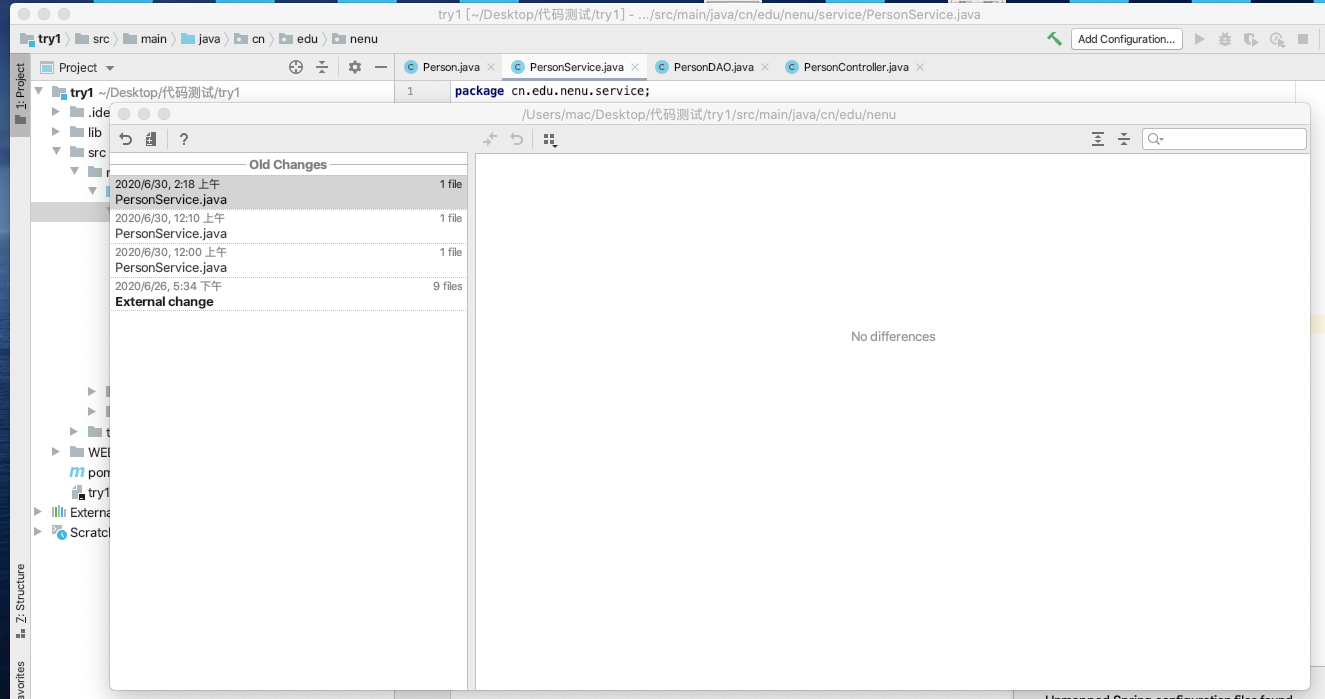 try1 [~/Desktop/代码测试/try1] - .../src/main/java/cn/edu/nenu/service/PersonService.java
try1 src main java cn edu nenu Add Configuration...
1: Project
Project
Person.java PersonService.java PersonDAO.java PersonController.java
try1 ~/Desktop/代码测试/try1
1 package cn.edu.nenu.service;
.ide
lib
src
/Users/mac/Desktop/代码测试/try1/src/main/java/cn/edu/nenu
?
Old Changes
2020/6/30, 2:18 上午 1 file
PersonService.java
2020/6/30, 12:10 上午 1 file
PersonService.java
2020/6/30, 12:00 上午 1 file
PersonService.java
2020/6/26, 5:34 下午 9 files
External change
No differences
t
WEB
pom
try1
Externa
Scratch
Z: Structure
avorites
Unmapped Spring configuration files found